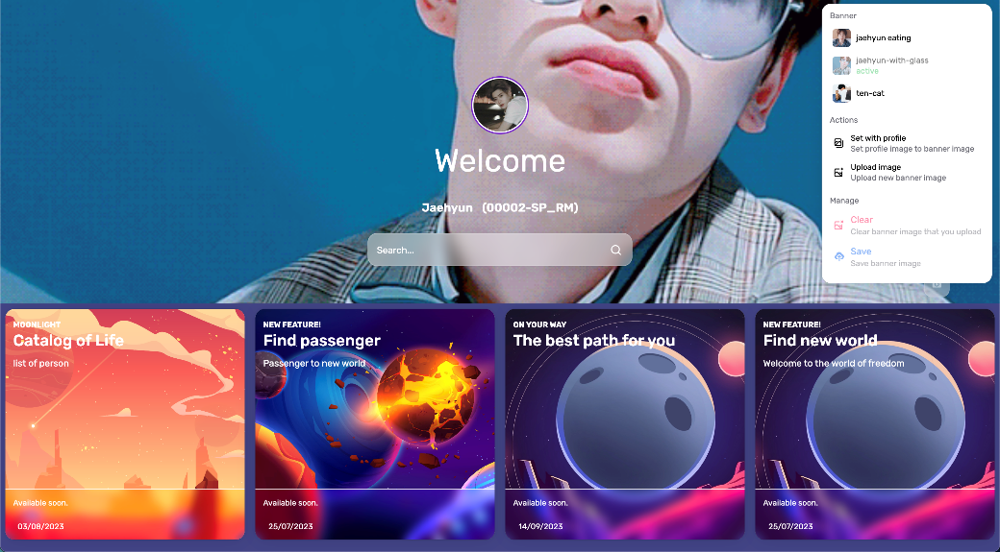 Banner
jaehyun eating
jaehyun-with-glass
active
ten-cat
Actions
Set with profile
Set profile image to banner image
Upload image
Upload new banner image
Manage
Clear
Clear banner image that you upload
Save
Save banner image
Welcome
Jaehyun (00002-SP_RM)
Search...
MOONLIGHT
Catalog of Life
list of person
Available soon.
03/08/2023
NEW FEATURE!
Find passenger
Passenger to new world
Available soon.
25/07/2023
ON YOUR WAY
The best path for you
Available soon.
14/09/2023
NEW FEATURE!
Find new world
Welcome to the world of freedom
Available soon.
25/07/2023